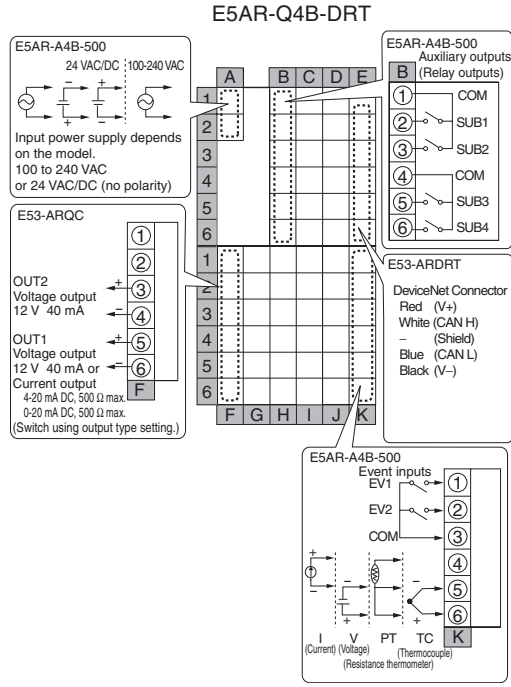 E5AR-Q4B-DRT
E5AR-A4B-500
24 VAC/DC
100-240 VAC
– +
+ –
Input power supply depends
on the model.
100 to 240 VAC
or 24 VAC/DC (no polarity)
A B C D E
1
2
3
4
5
6
1
2
3
4
5
6
F G H I J K
E5AR-A4B-500
Auxiliary outputs
(Relay outputs)
B
1 COM
2 SUB1
3 SUB2
4 COM
5 SUB3
6 SUB4
E53-ARQC
1
2
3
4
5
6
F
OUT2
Voltage output
12 V 40 mA
+
–
OUT1
Voltage output
12 V 40 mA or
Current output
+
–
4-20 mA DC, 500 Ω max.
0-20 mA DC, 500 Ω max.
(Switch using output type setting.)
E53-ARDRT
DeviceNet Connector
Red (V+)
White (CAN H)
– (Shield)
Blue (CAN L)
Black (V–)
E5AR-A4B-500
Event inputs
EV1
EV2
COM
1
2
3
4
5
6
K
+
–
–
+
–
+
I V PT TC
(Current) (Voltage)
(Thermocouple)
(Resistance thermometer)